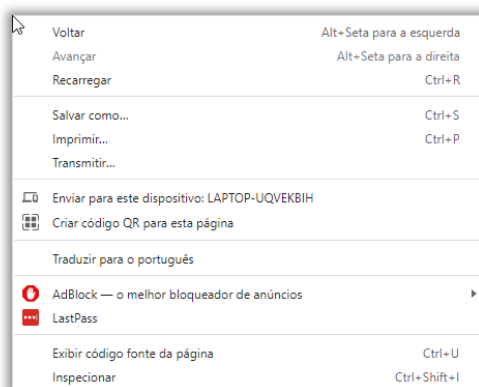 Voltar Alt+Seta para a esquerda
Avançar Alt+Seta para a direita
Recarregar Ctrl+R
Salvar como... Ctrl+S
Imprimir... Ctrl+P
Transmitir...
Enviar para este dispositivo: LAPTOP-UQVEKBIH
Criar código QR para esta página
Traduzir para o português
AdBlock — o melhor bloqueador de anúncios
LastPass
Exibir código fonte da página Ctrl+U
Inspecionar Ctrl+Shift+I